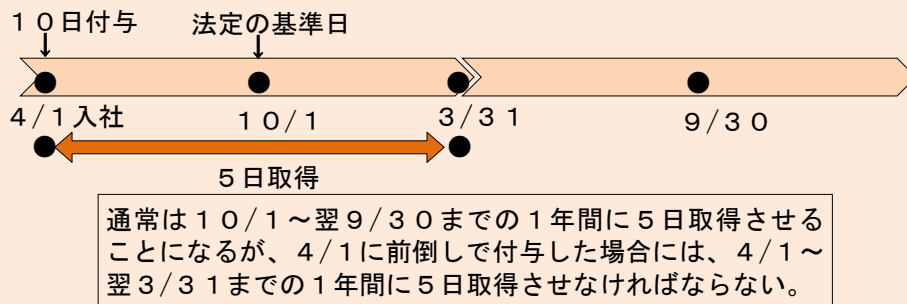 １０日付与
法定の基準日
４/１入社
１０/１
３/３１
９/３０
５日取得
通常は１０/１～翌９/３０までの１年間に５日取得させる
ことになるが、４/１に前倒しで付与した場合には、４/１～
翌３/３１までの１年間に５日取得させなければならない。